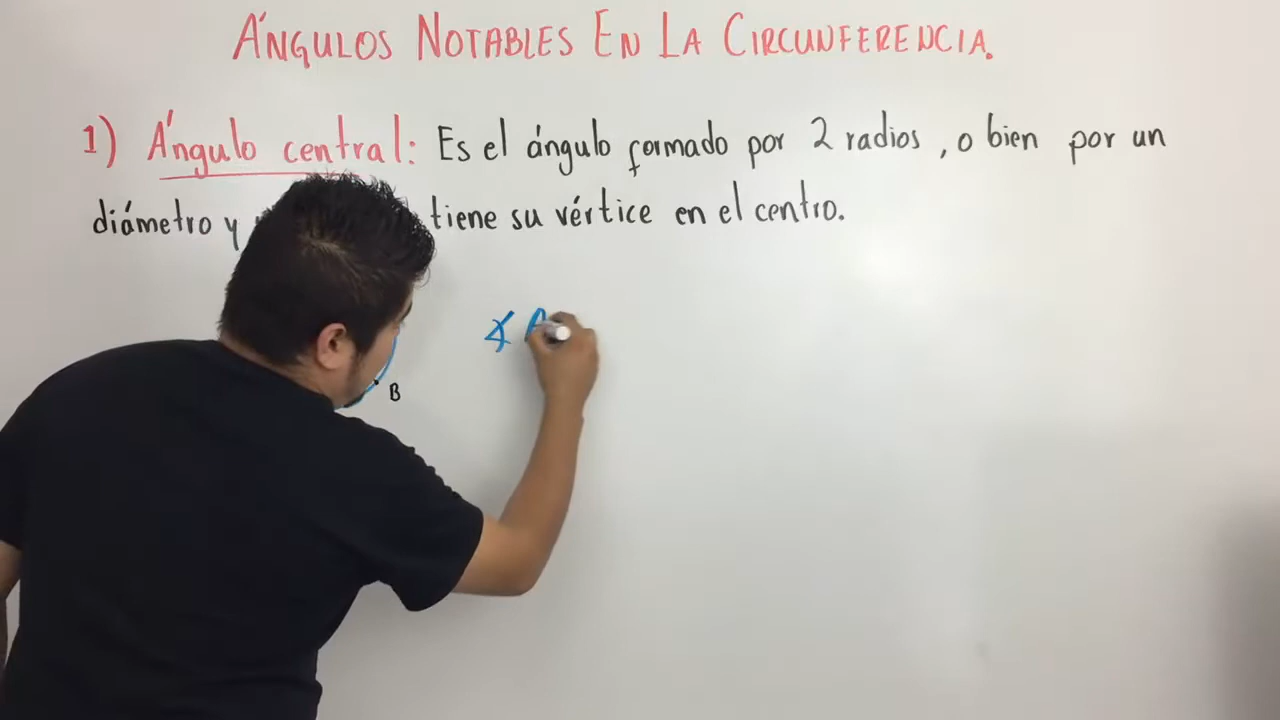 ÁNGULOS NOTABLES EN LA CIRCUNFERENCIA.
1) Ángulo central: Es el ángulo formado por 2 radios, o bien por un
diámetro y tiene su vértice en el centro.
∡ A
B